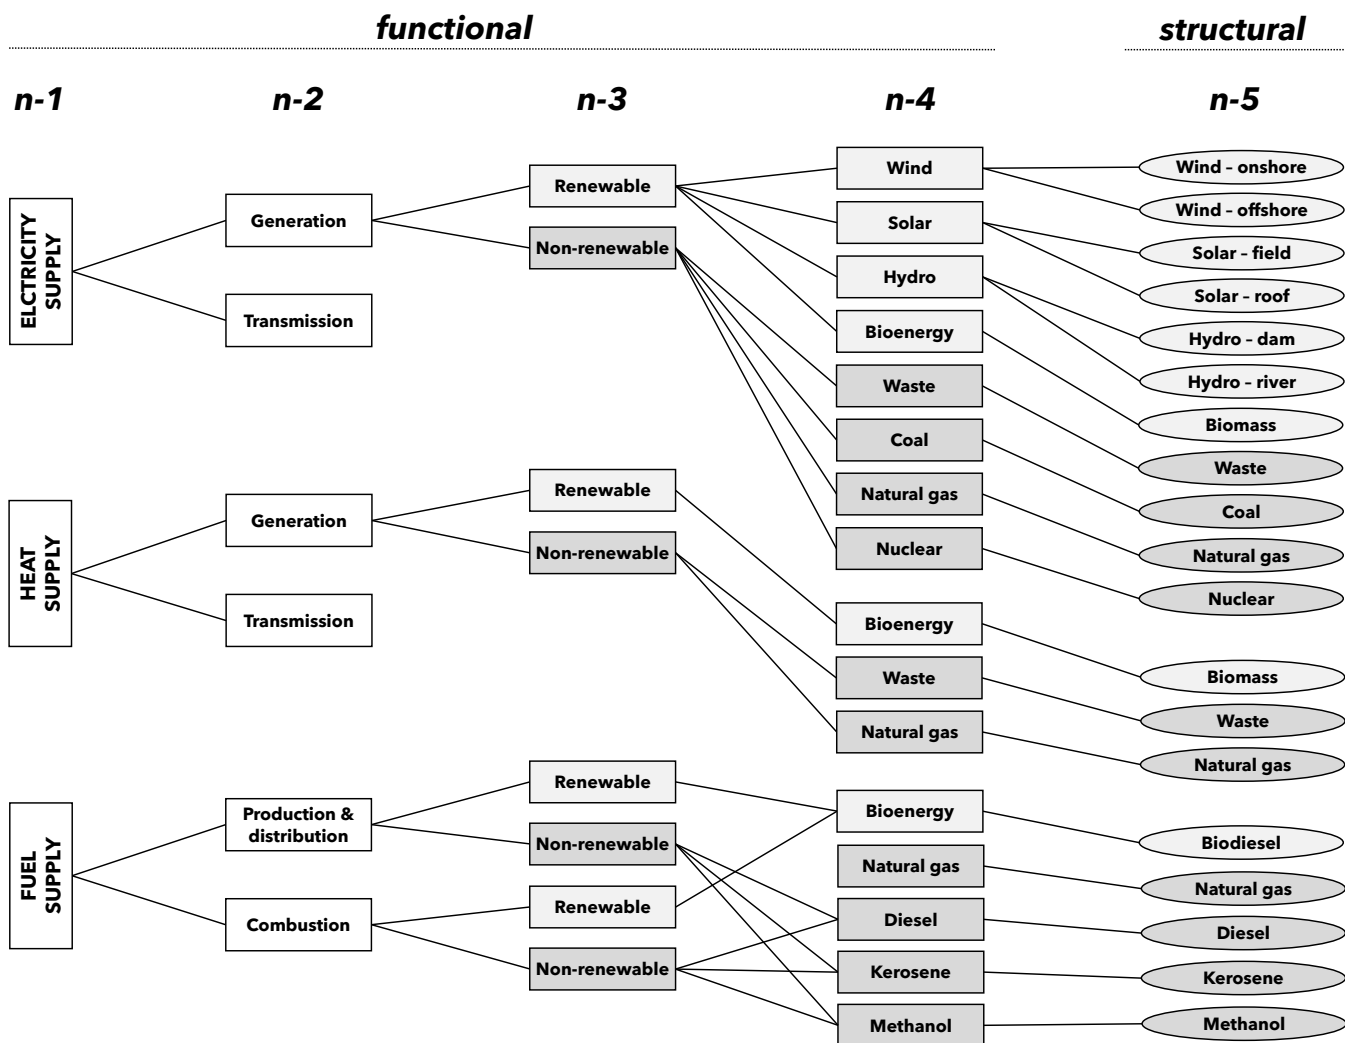 functional
structural
n-1
n-2
n-3
n-4
n-5
ELCTRICITY
SUPPLY
Generation
Transmission
Renewable
Non-renewable
Wind
Solar
Hydro
Bioenergy
Waste
Coal
Natural gas
Nuclear
Wind – onshore
Wind – offshore
Solar – field
Solar – roof
Hydro – dam
Hydro – river
Biomass
Waste
Coal
Natural gas
Nuclear
HEAT
SUPPLY
Generation
Transmission
Renewable
Non-renewable
Bioenergy
Waste
Natural gas
Biomass
Waste
Natural gas
FUEL
SUPPLY
Production &
distribution
Combustion
Renewable
Non-renewable
Renewable
Non-renewable
Bioenergy
Natural gas
Diesel
Kerosene
Methanol
Biodiesel
Natural gas
Diesel
Kerosene
Methanol